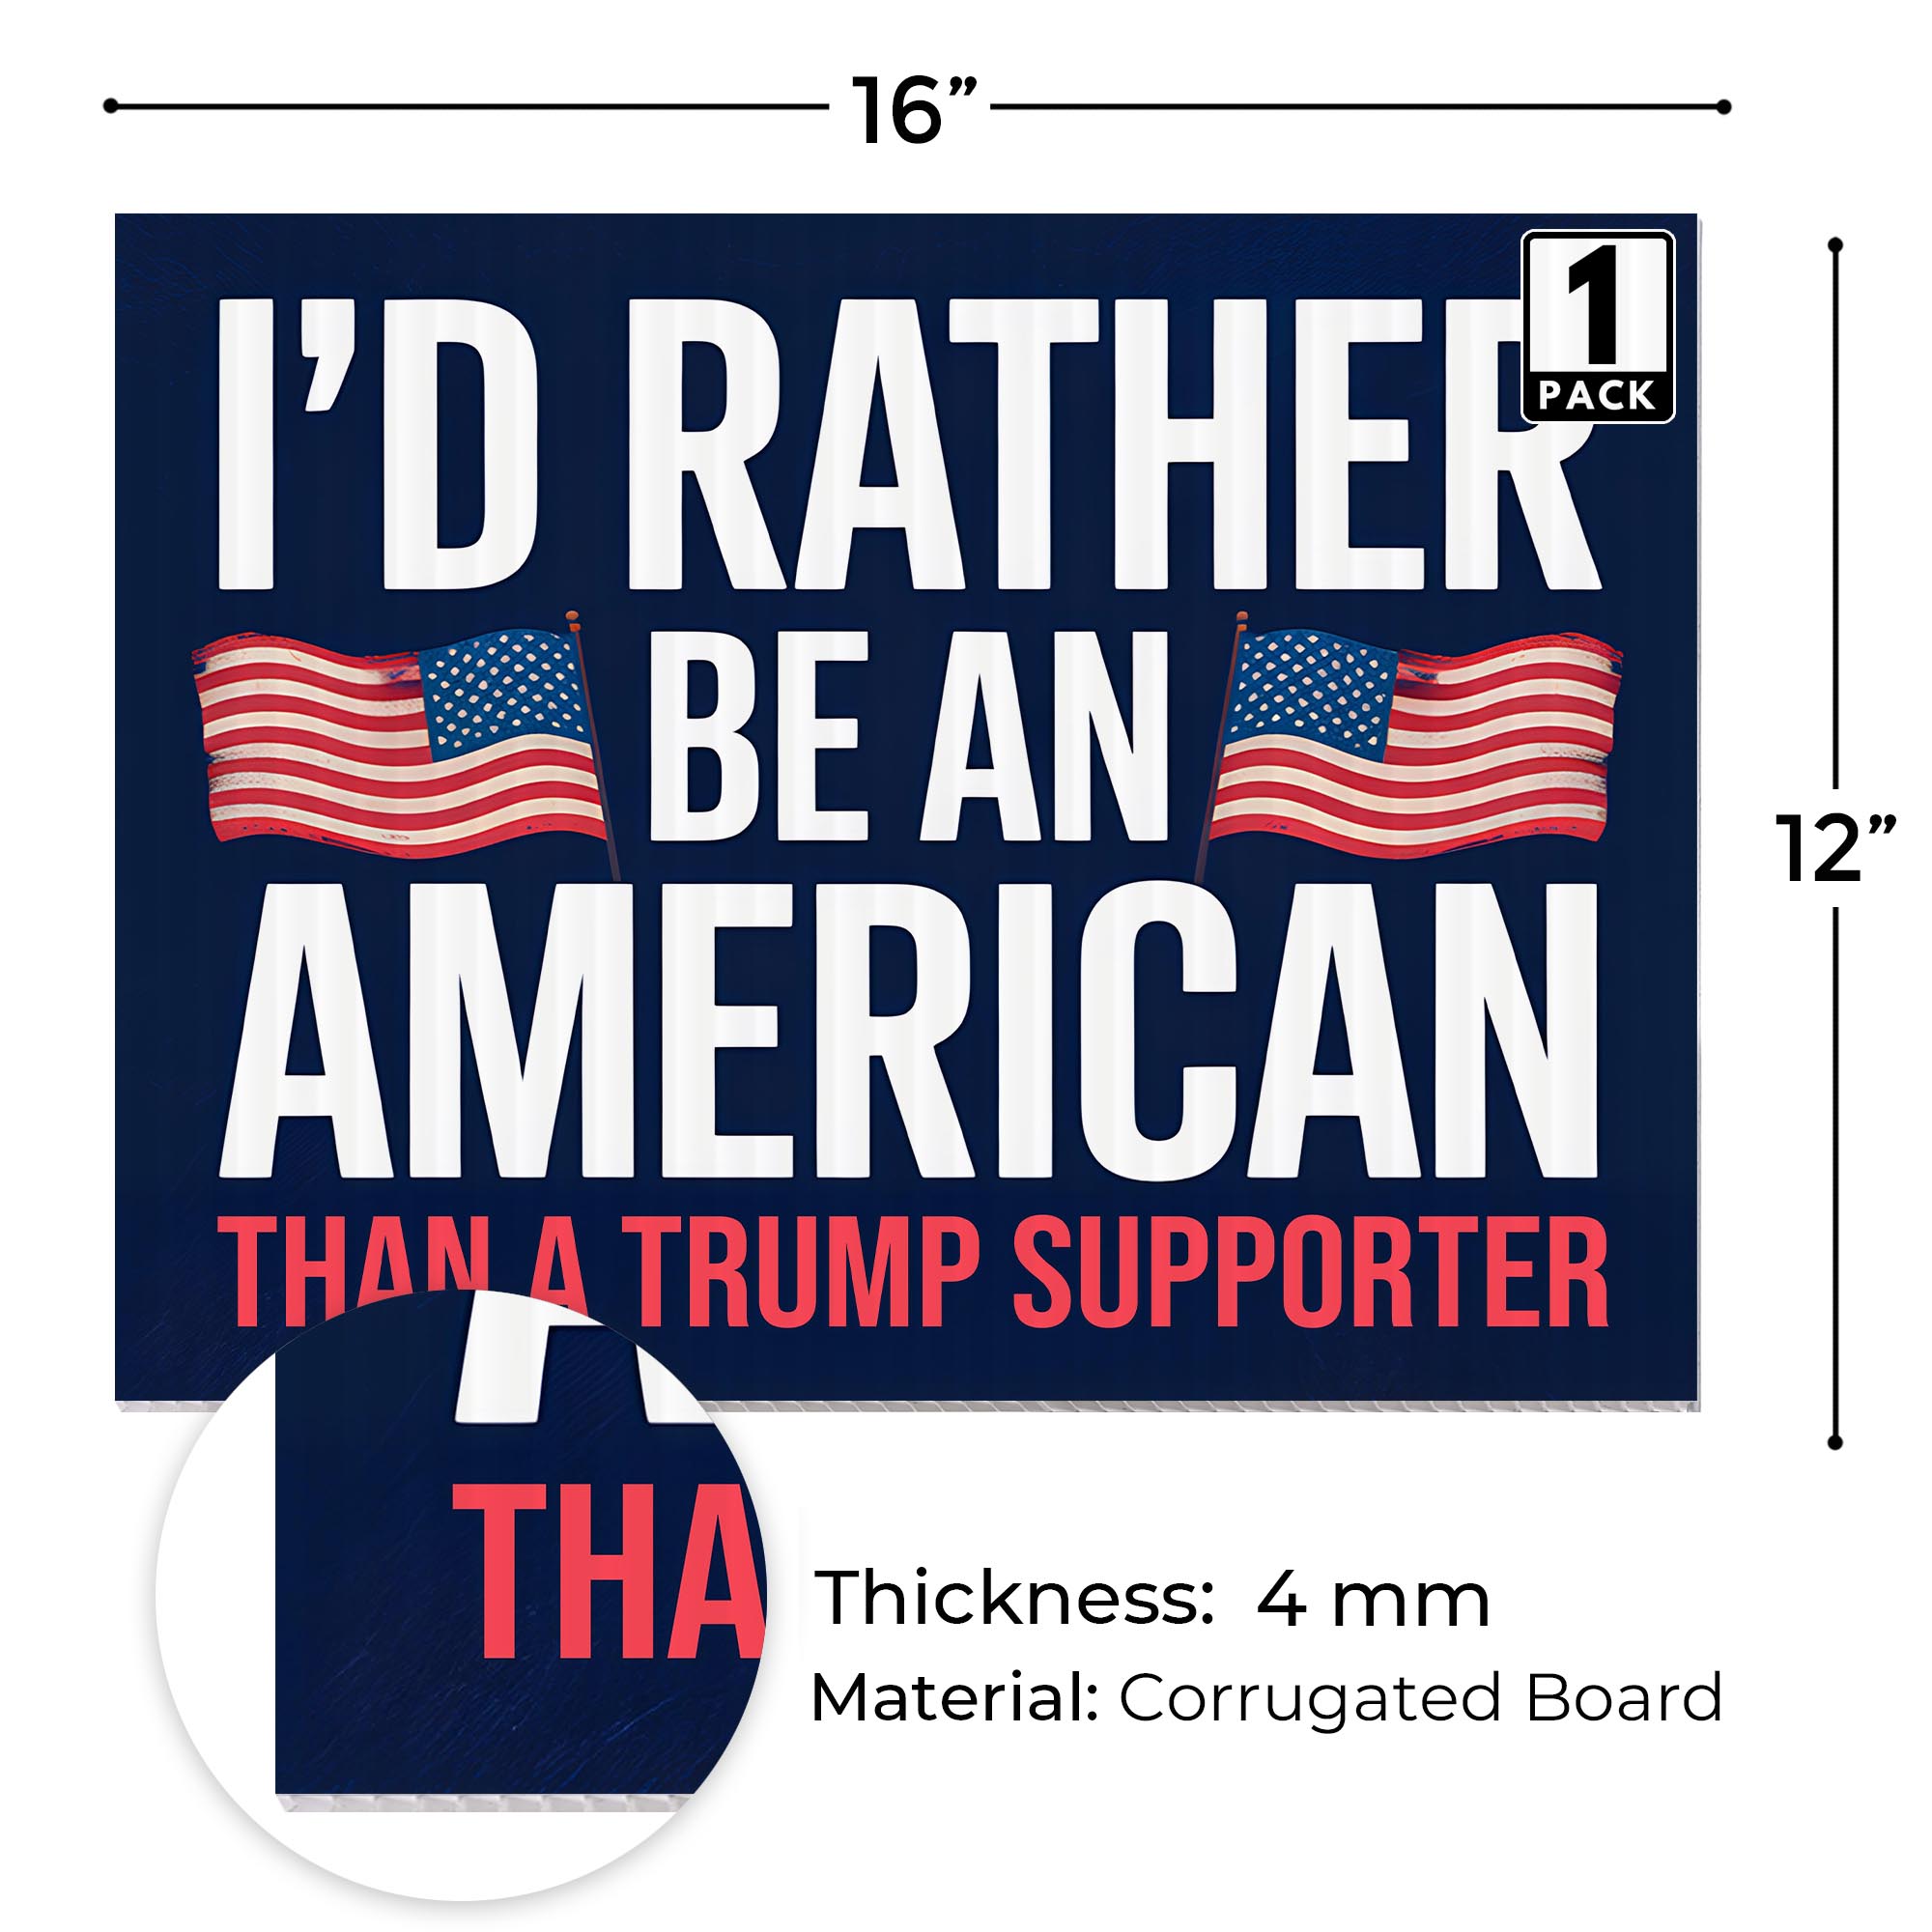 16”
I’D RATHER
1
PACK
BE AN
AMERICAN
12”
THAN A TRUMP SUPPORTER
THA
Thickness: 4 mm
Material: Corrugated Board